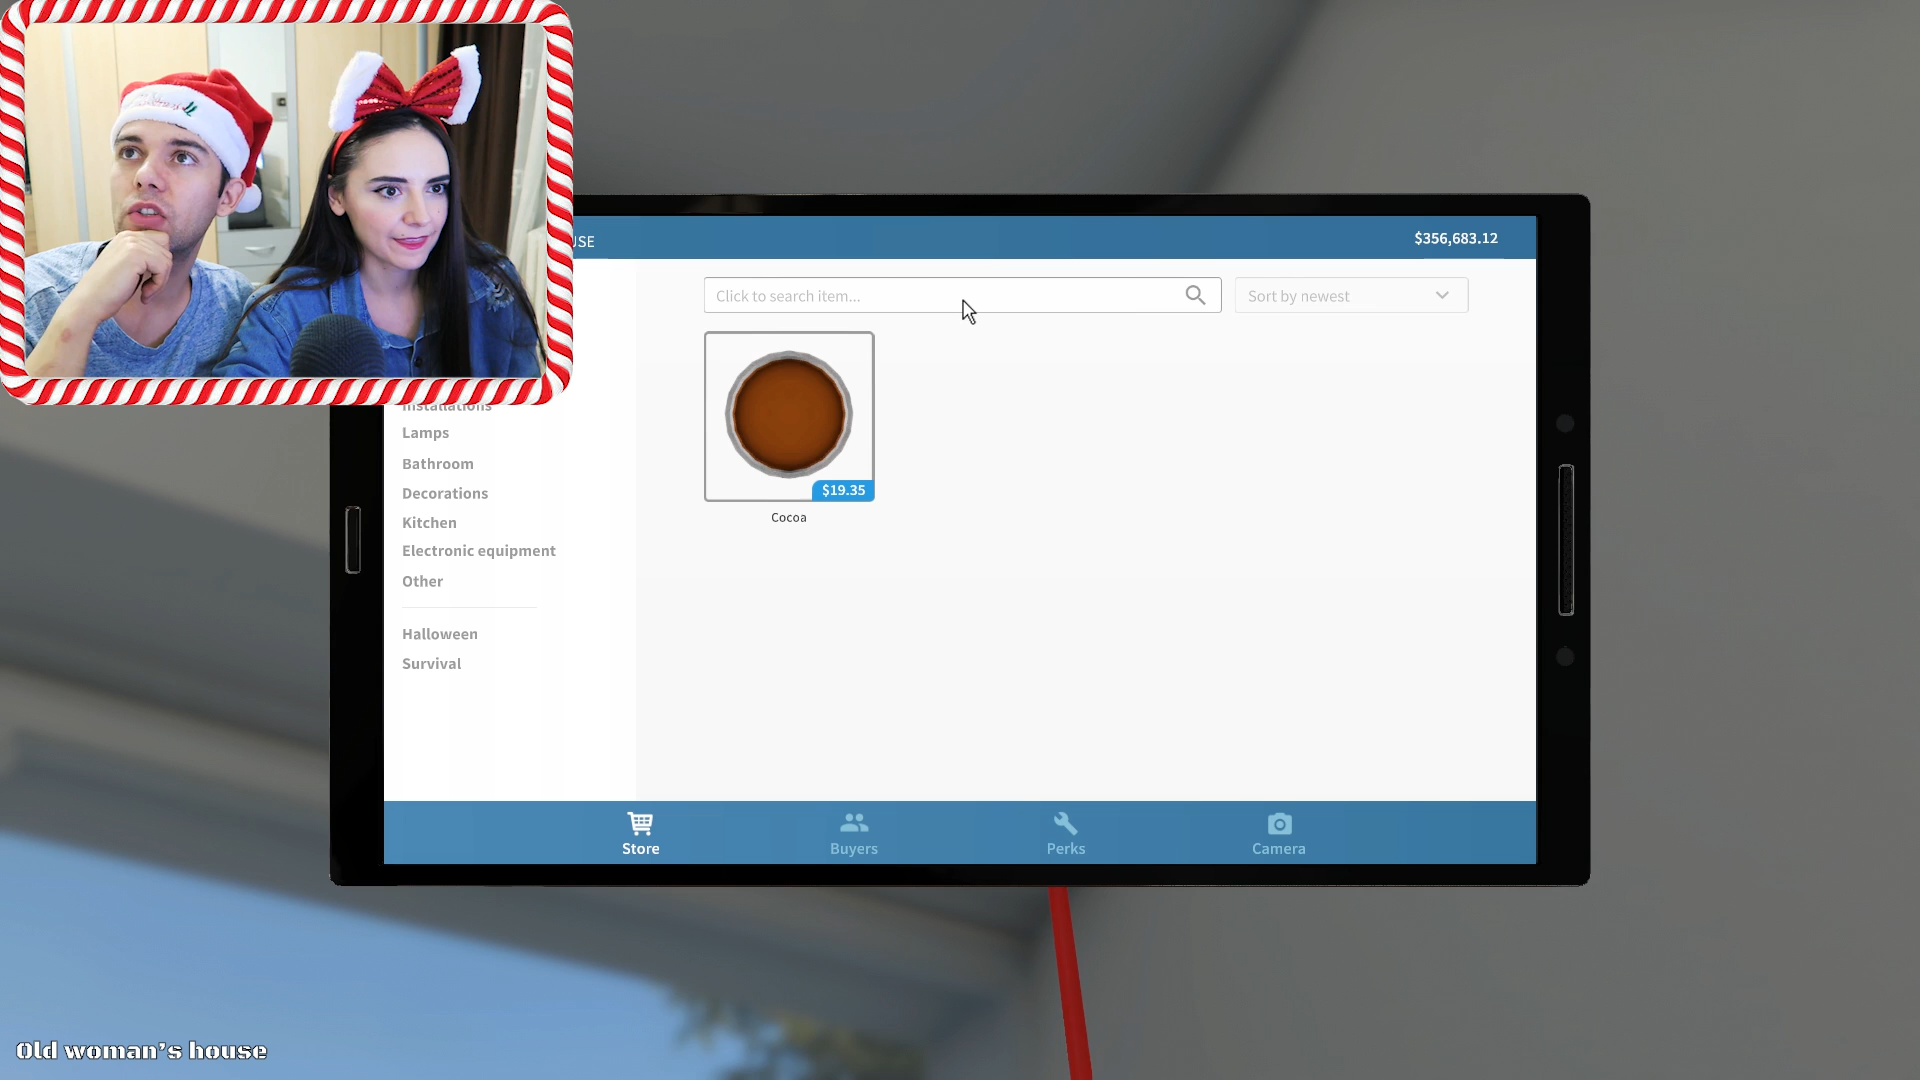 USE
$356,683.12
Click to search item...
Sort by newest
$19.35
Cocoa
Installations
Lamps
Bathroom
Decorations
Kitchen
Electronic equipment
Other
Halloween
Survival
Store
Buyers
Perks
Camera
Old woman's house